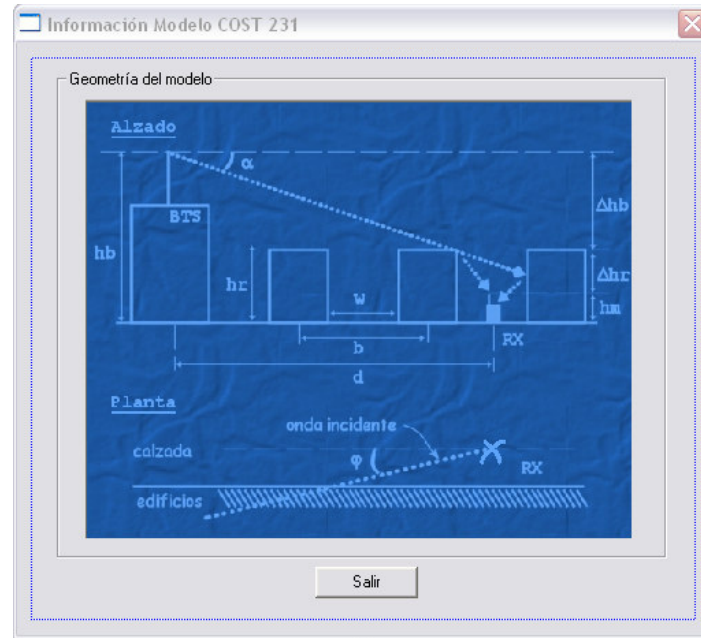 Información Modelo COST 231
Geometría del modelo
Alzado
α
BTS
Δhb
hb
hr
W
Δhr
hm
RX
b
d
Planta
onda incidente
calzada
φ
RX
edificios
Salir